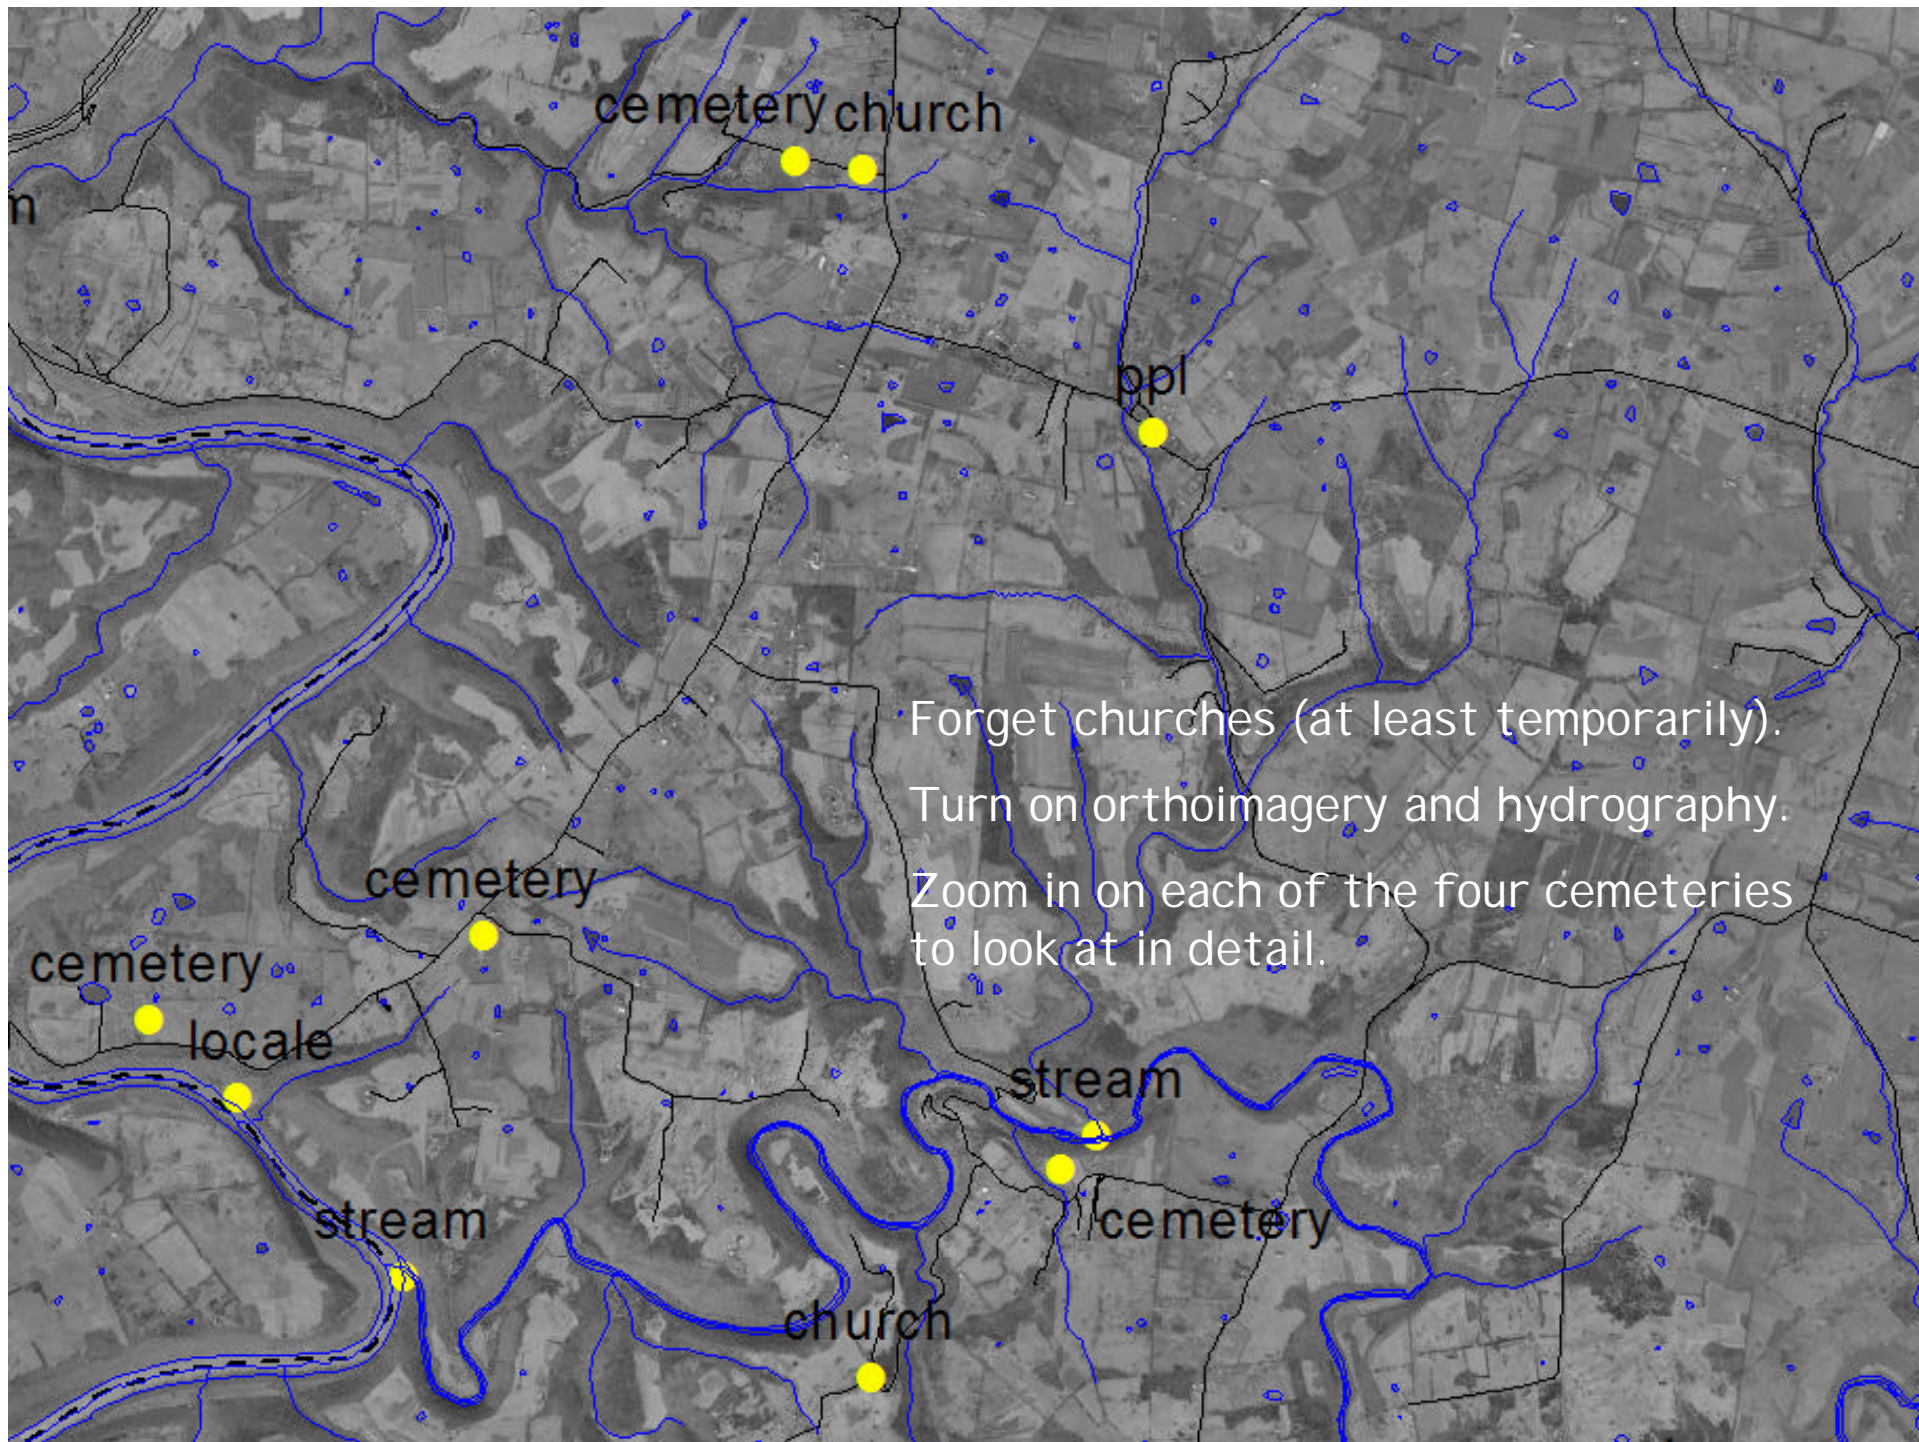 cemetery church
m
ppl
Forget churches (at least temporarily).
Turn on orthoimagery and hydrography.
Zoom in on each of the four cemeteries
to look at in detail.
cemetery
cemetery
locale
stream
stream
cemetery
church